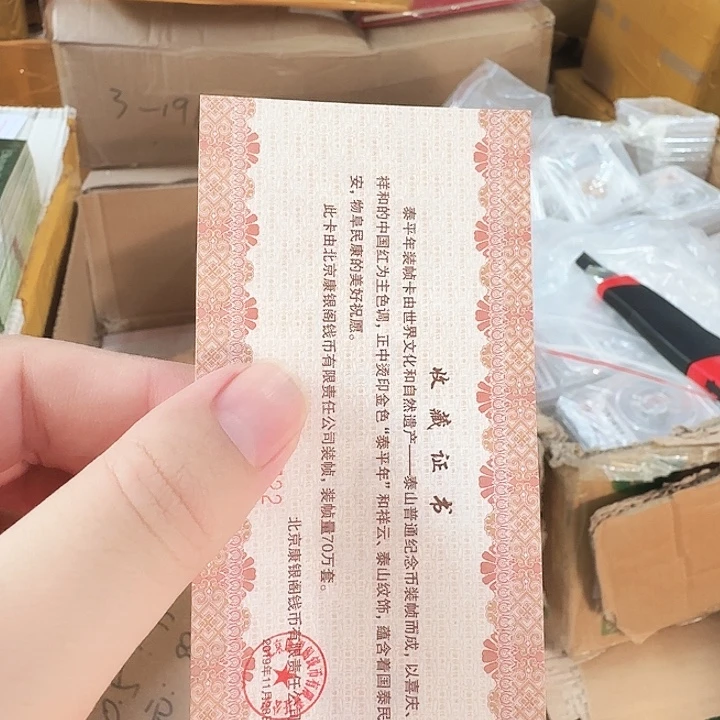 收藏证书
泰平年装帧卡由世界文化和自然遗产——泰山普通纪念币装帧而成，以喜庆、
祥和的中国红为主色调，正中烫印金色“泰平年”和祥云、泰山纹饰，蕴含着国泰民
安，物阜民康的美好祝愿。
此卡由北京康银阁钱币有限责任公司装帧，装帧量70万套。
22
北京康银阁钱币有限责任公司
2019年11月
3-19